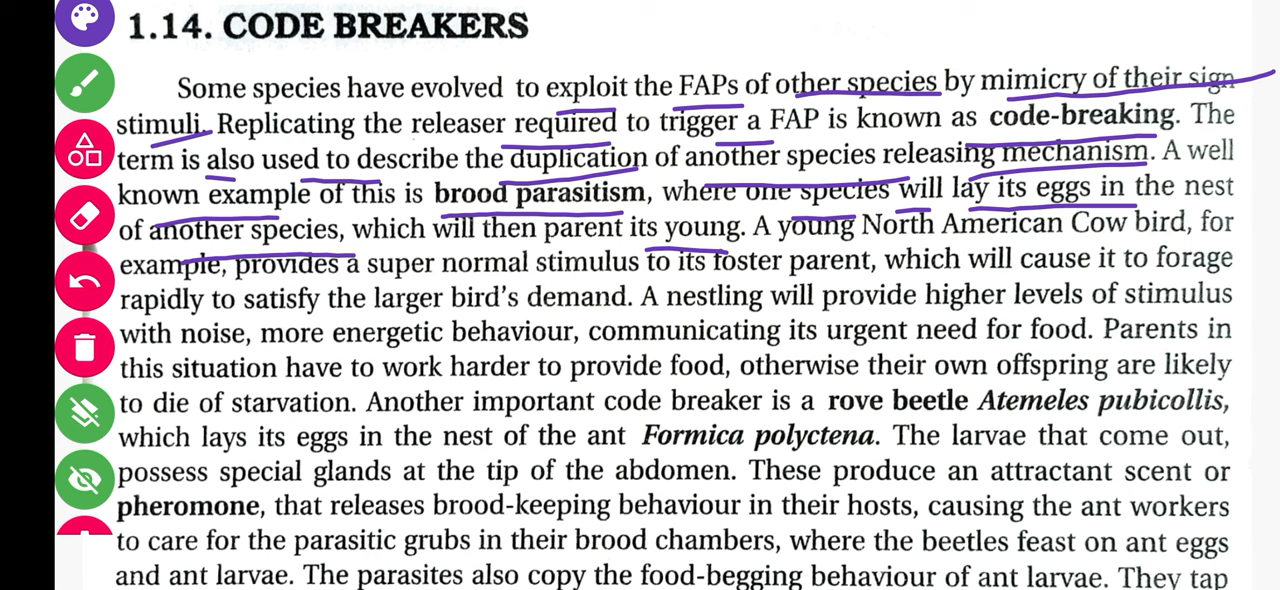 1.14. CODE BREAKERS
Some species have evolved to exploit the FAPs of other species by mimicry of their sign
stimuli. Replicating the releaser required to trigger a FAP is known as code-breaking. The
term is also used to describe the duplication of another species releasing mechanism. A well
known example of this is brood parasitism, where one species will lay its eggs in the nest
of another species, which will then parent its young. A young North American Cow bird, for
example, provides a super normal stimulus to its foster parent, which will cause it to forage
rapidly to satisfy the larger bird's demand. A nestling will provide higher levels of stimulus
with noise, more energetic behaviour, communicating its urgent need for food. Parents in
this situation have to work harder to provide food, otherwise their own offspring are likely
to die of starvation. Another important code breaker is a rove beetle Atemeles pubicollis,
which lays its eggs in the nest of the ant Formica polyctena. The larvae that come out,
possess special glands at the tip of the abdomen. These produce an attractant scent or
pheromone, that releases brood-keeping behaviour in their hosts, causing the ant workers
to care for the parasitic grubs in their brood chambers, where the beetles feast on ant eggs
and ant larvae. The parasites also copy the food-begging behaviour of ant larvae. They tap